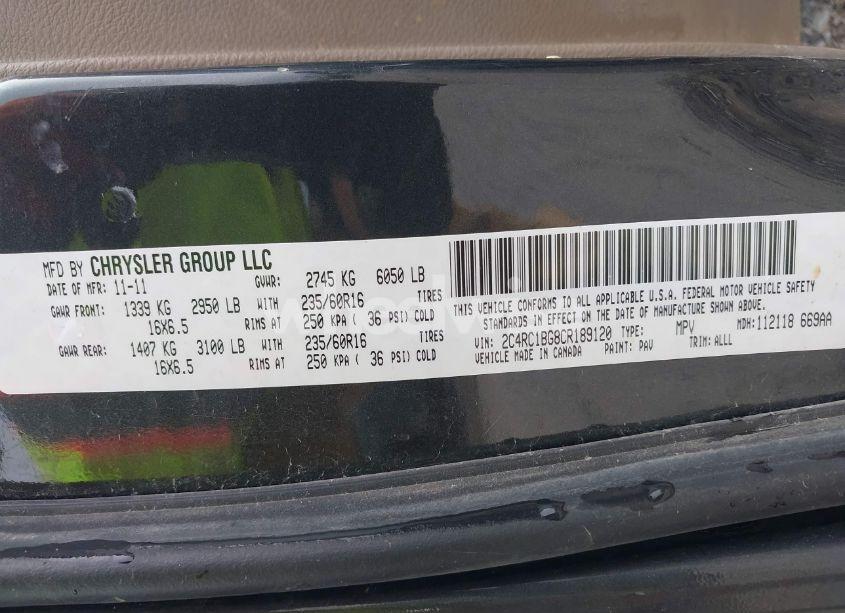 MFD BY CHRYSLER GROUP LLC
DATE OF MFR: 11-11 GVWR: 2745 KG 6050 LB
GAWR FRONT: 1339 KG 2950 LB WITH 235/60R16 TIRES
16X6.5 RIMS AT 250 KPA ( 36 PSI) COLD
GAWR REAR: 1407 KG 3100 LB WITH 235/60R16 TIRES
16X6.5 RIMS AT 250 KPA ( 36 PSI) COLD
THIS VEHICLE CONFORMS TO ALL APPLICABLE U.S.A. FEDERAL MOTOR VEHICLE SAFETY
STANDARDS IN EFFECT ON THE DATE OF MANUFACTURE SHOWN ABOVE.
VIN: 2C4RC1BG8CR189120 TYPE: MPV MDH:112118 669AA
VEHICLE MADE IN CANADA PAINT: PAV TRIM: ALLL